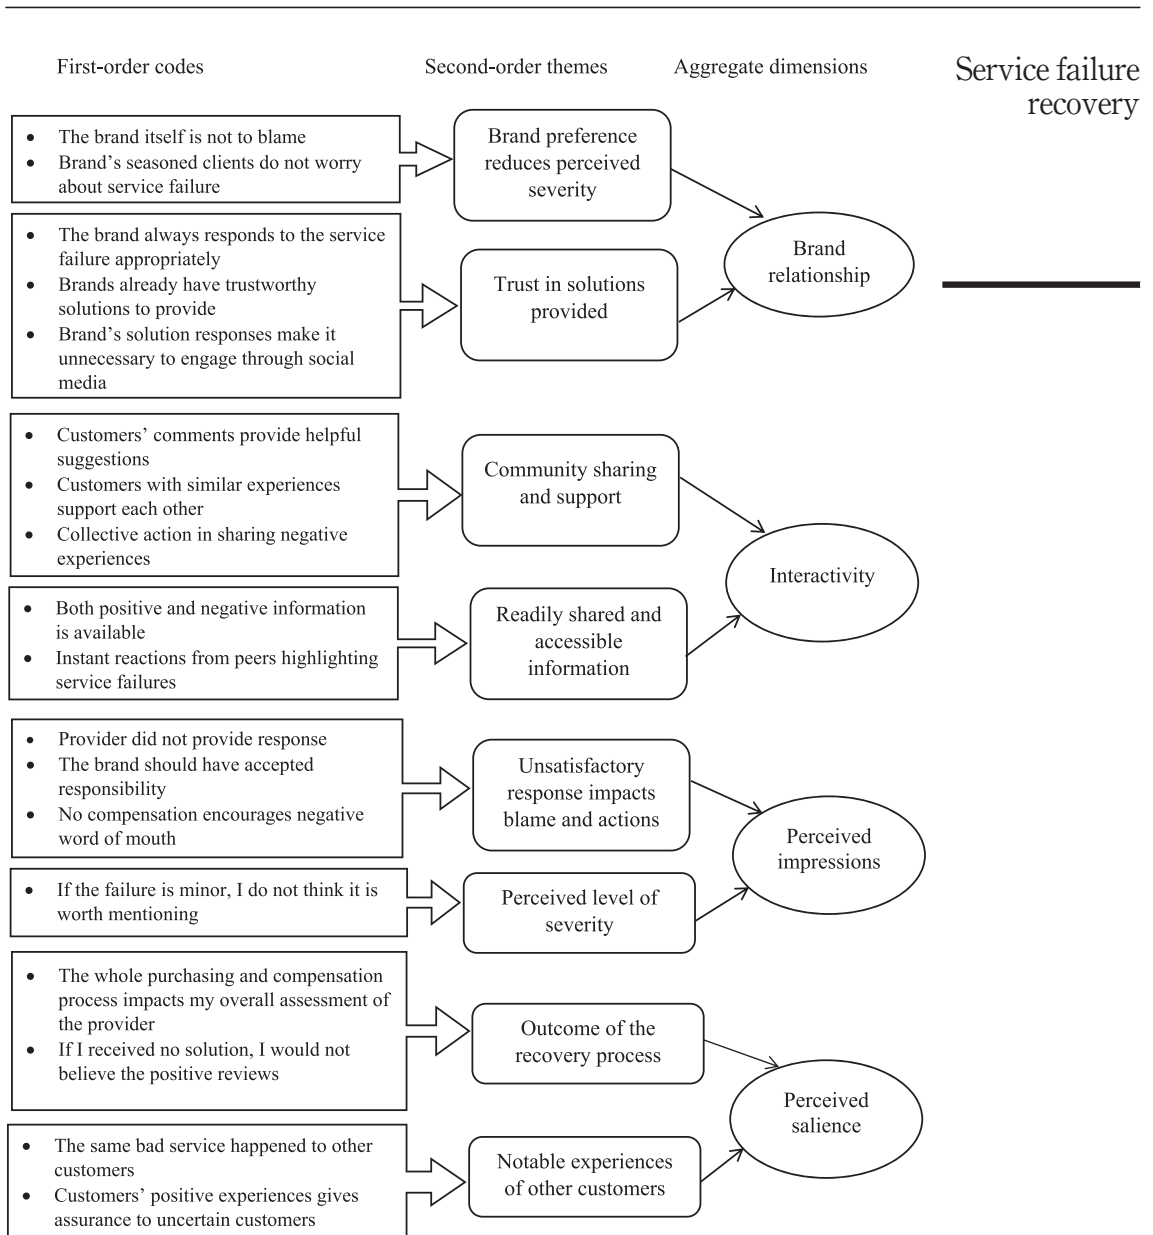 First-order codes
Second-order themes
Aggregate dimensions
Service failure
recovery
• The brand itself is not to blame
• Brand’s seasoned clients do not worry
about service failure
Brand preference
reduces perceived
severity
• The brand always responds to the service
failure appropriately
• Brands already have trustworthy
solutions to provide
• Brand’s solution responses make it
unnecessary to engage through social
media
Trust in solutions
provided
Brand
relationship
• Customers’ comments provide helpful
suggestions
• Customers with similar experiences
support each other
• Collective action in sharing negative
experiences
Community sharing
and support
• Both positive and negative information
is available
• Instant reactions from peers highlighting
service failures
Readily shared and
accessible
information
Interactivity
• Provider did not provide response
• The brand should have accepted
responsibility
• No compensation encourages negative
word of mouth
Unsatisfactory
response impacts
blame and actions
• If the failure is minor, I do not think it is
worth mentioning
Perceived level of
severity
Perceived
impressions
• The whole purchasing and compensation
process impacts my overall assessment of
the provider
• If I received no solution, I would not
believe the positive reviews
Outcome of the
recovery process
• The same bad service happened to other
customers
• Customers’ positive experiences gives
assurance to uncertain customers
Notable experiences
of other customers
Perceived
salience